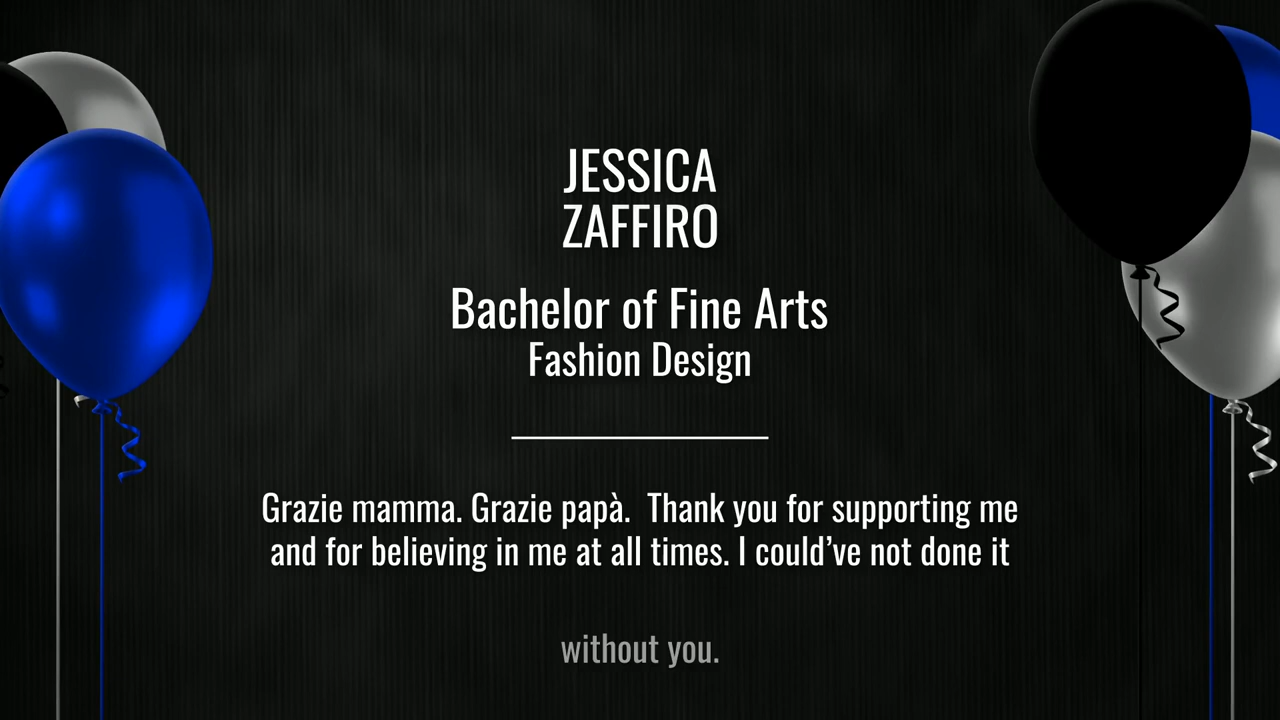 JESSICA
ZAFFIRO
Bachelor of Fine Arts
Fashion Design
Grazie mamma. Grazie papà.  Thank you for supporting me
and for believing in me at all times. I could’ve not done it
without you.